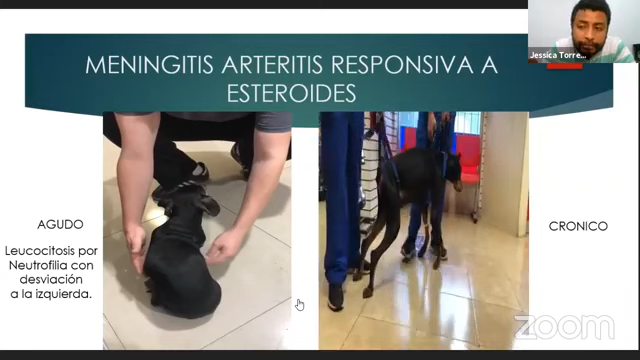 Jessica Torre...
MENINGITIS ARTERITIS RESPONSIVA A
ESTEROIDES
AGUDO
Leucocitosis por
Neutrofilia con
desviación
a la izquierda.
CRONICO
zoom